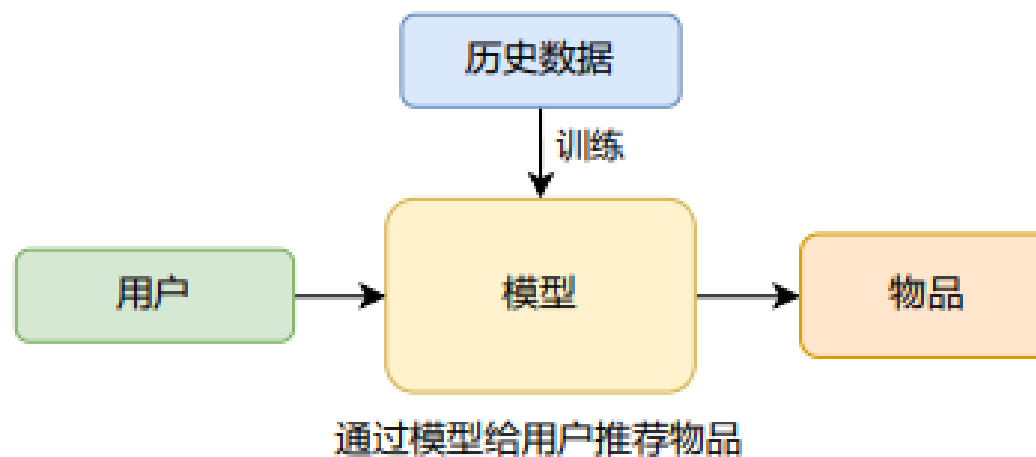 历史数据
训练
用户
模型
物品
通过模型给用户推荐物品